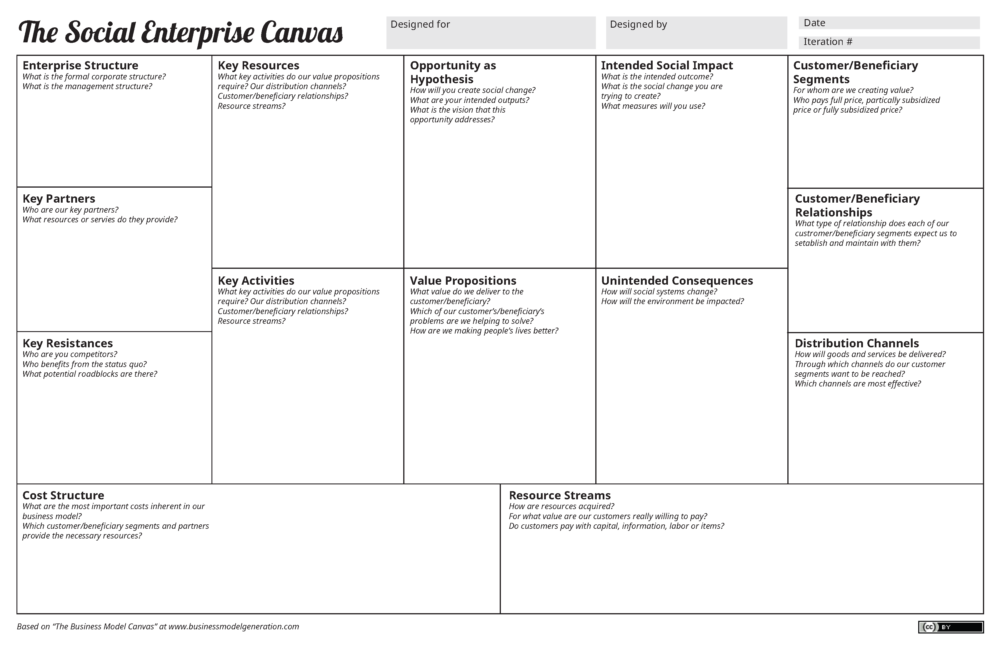 The Social Enterprise Canvas
Designed for
Designed by
Date
Iteration #
Enterprise Structure
What is the formal corporate structure?
What is the management structure?
Key Resources
What key activities do our value propositions
require? Our distribution channels?
Customer/beneficiary relationships?
Resource streams?
Opportunity as
Hypothesis
How will you create social change?
What are your intended outputs?
What is the vision that this
opportunity addresses?
Intended Social Impact
What is the intended outcome?
What is the social change you are
trying to create?
What measures will you use?
Customer/Beneficiary
Segments
For whom are we creating value?
Who pays full price, partically subsidized
price or fully subsidized price?
Key Partners
Who are our key partners?
What resources or servies do they provide?
Customer/Beneficiary
Relationships
What type of relationship does each of our
custromer/beneficiary segments expect us to
setablish and maintain with them?
Key Activities
What key activities do our value propositions
require? Our distribution channels?
Customer/beneficiary relationships?
Resource streams?
Value Propositions
What value do we deliver to the
customer/beneficiary?
Which of our customer’s/beneficiary’s
problems are we helping to solve?
How are we making people’s lives better?
Unintended Consequences
How will social systems change?
How will the environment be impacted?
Key Resistances
Who are you competitors?
Who benefits from the status quo?
What potential roadblocks are there?
Distribution Channels
How will goods and services be delivered?
Through which channels do our customer
segments want to be reached?
Which channels are most effective?
Cost Structure
What are the most important costs inherent in our
business model?
Which customer/beneficiary segments and partners
provide the necessary resources?
Resource Streams
How are resources acquired?
For what value are our customers really willing to pay?
Do customers pay with capital, information, labor or items?
Based on “The Business Model Canvas” at www.businessmodelgeneration.com
(cc) BY